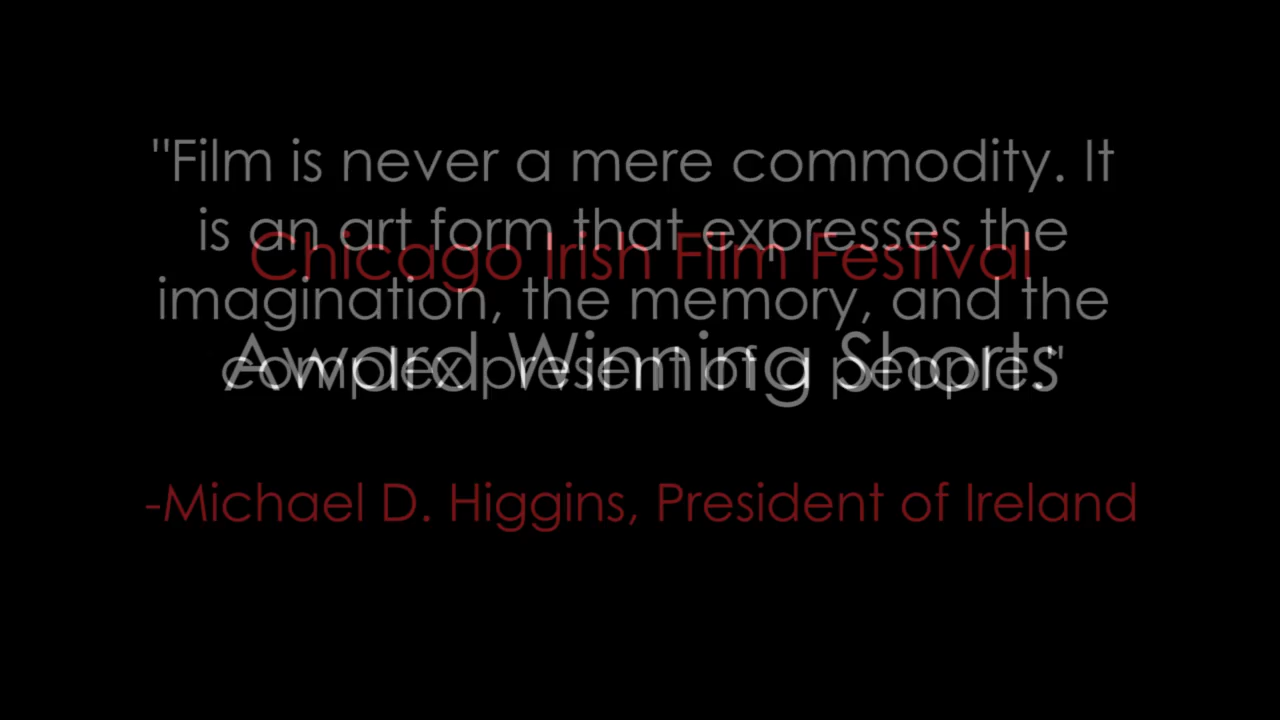 "Film is never a mere commodity. It
is an art form that expresses the
Chicago Irish Film Festival
imagination, the memory, and the
Award Winning Shorts
complex present of peoples"
-Michael D. Higgins, President of Ireland